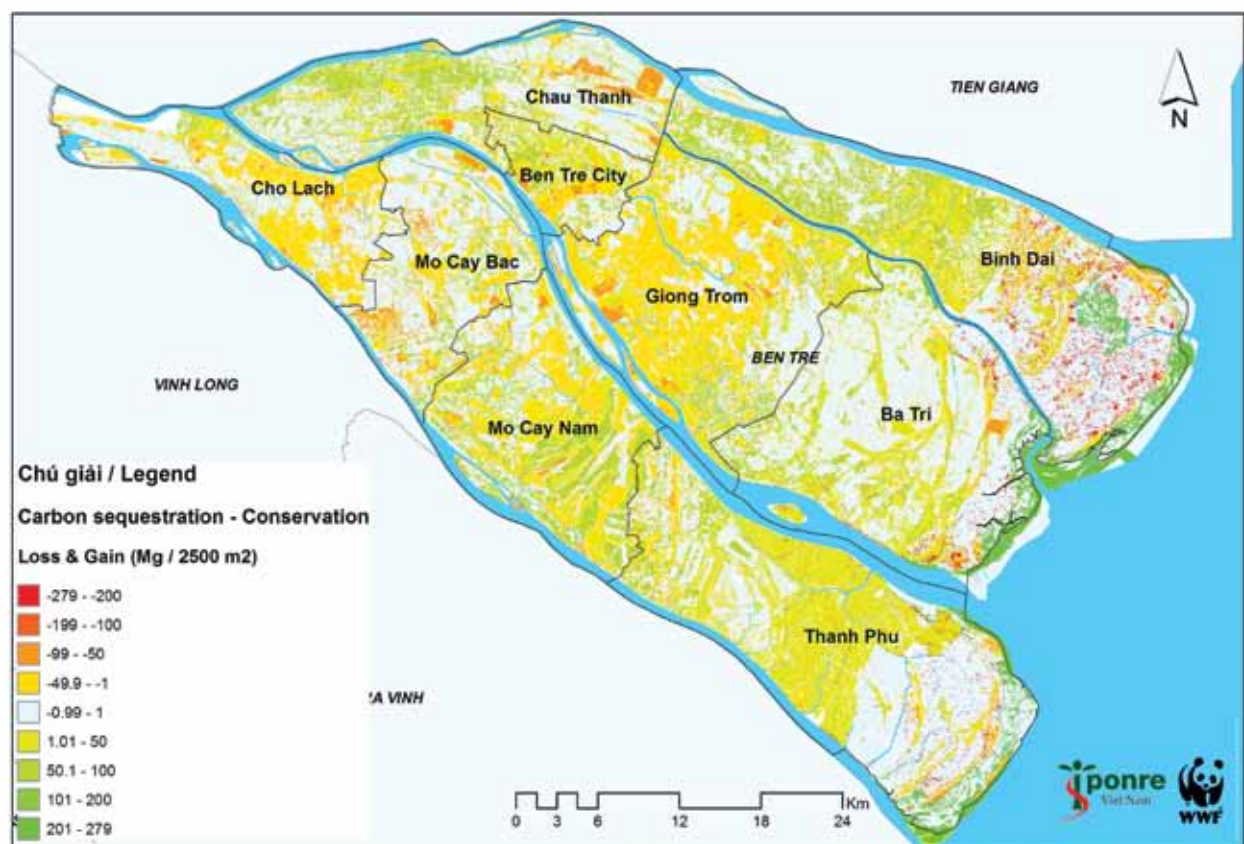 TIEN GIANG
N
Chau Thanh
Ben Tre City
Cho Lach
Mo Cay Bac
Binh Dai
Giong Trom
BEN TRE
VINH LONG
Ba Tri
Mo Cay Nam
Thanh Phu
Chú giải / Legend
Carbon sequestration - Conservation
Loss & Gain (Mg / 2500 m2)
-279 - -200
-199 - -100
-99 - -50
-49.9 - -1
-0.99 - 1
1.01 - 50
50.1 - 100
101 - 200
201 - 279
VINH
Km
0 3 6 12 18 24
ponre
Viet Nam
WWF